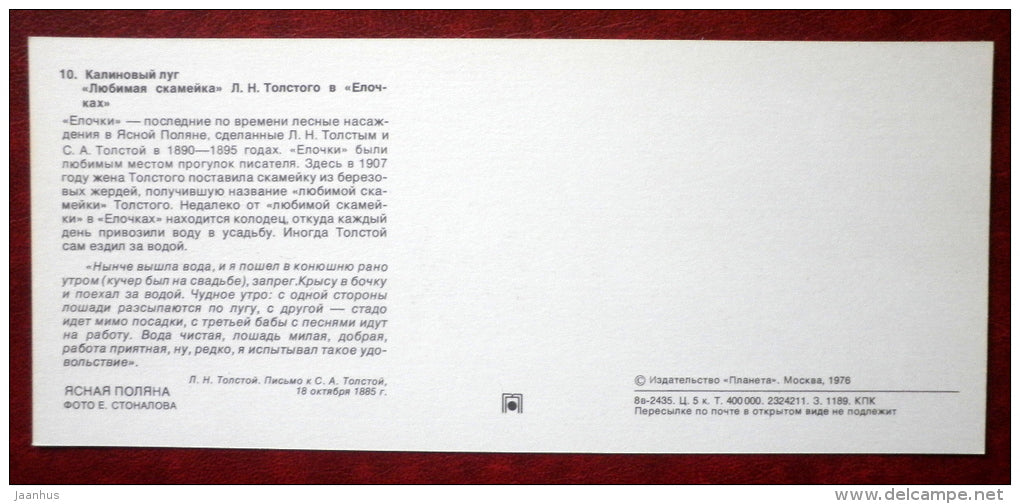 10. Калиновый луг
«Любимая скамейка» Л. Н. Толстого в «Елоч-
ках»
«Елочки» — последние по времени лесные насаж-
дения в Ясной Поляне, сделанные Л. Н. Толстым и
С. А. Толстой в 1890—1895 годах. «Елочки» были
любимым местом прогулок писателя. Здесь в 1907
году жена Толстого поставила скамейку из березо-
вых жердей, получившую название «любимой ска-
мейки» Толстого. Недалеко от «любимой скамей-
ки» в «Елочках» находится колодец, откуда каждый
день привозили воду в усадьбу. Иногда Толстой
сам ездил за водой.
«Нынче вышла вода, и я пошел в конюшню рано
утром (кучер был на свадьбе), запрег.Крысу в бочку
и поехал за водой. Чудное утро: с одной стороны
лошади разсыпаются по лугу, с другой — стадо
идет мимо посадки, с третьей бабы с песнями идут
на работу. Вода чистая, лошадь милая, добрая,
работа приятная, ну, редко, я испытывал такое удо-
вольствие».
Л. Н. Толстой. Письмо к С. А. Толстой,
18 октября 1885 г.
ЯСНАЯ ПОЛЯНА
ФОТО Е. СТОНАЛОВА
© Издательство «Планета». Москва, 1976
8в-2435. Ц. 5 к. Т. 400 000. 2324211. З. 1189. КПК
Пересылке по почте в открытом виде не подлежит
jaanhus
www.delcampe.net